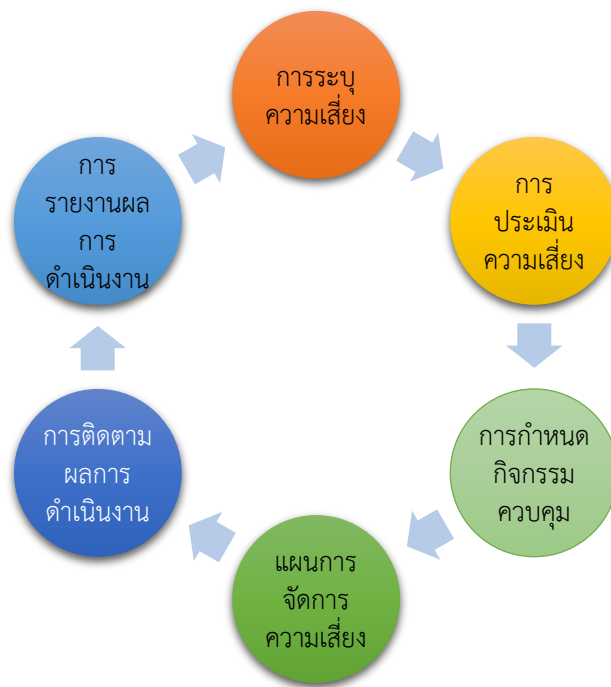 การระบุ
ความเสี่ยง
การ
ประเมิน
ความเสี่ยง
การกำหนด
กิจกรรม
ควบคุม
แผนการ
จัดการ
ความเสี่ยง
การติดตาม
ผลการ
ดำเนินงาน
การ
รายงานผล
การ
ดำเนินงาน